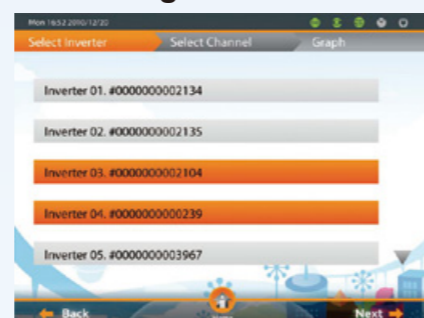 Mon 16:52 2010/12/20
Select Inverter Select Channel Graph
Inverter 01. #0000000002134
Inverter 02. #0000000002135
Inverter 03. #0000000002104
Inverter 04. #0000000000239
Inverter 05. #0000000003967
Back Home Next